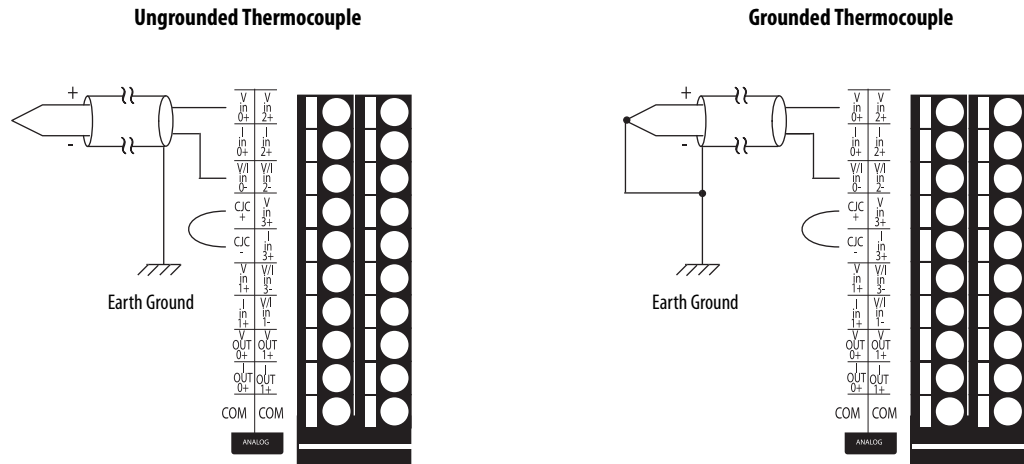 Ungrounded Thermocouple
+
-
V in 0+ V in 2+
I in 0+ I in 2+
V/I in 0- V/I in 2-
CJC + V in 3+
CJC - I in 3+
V in 1+ V/I in 3-
I in 1+ V/I in 1-
V OUT 0+ V OUT 1+
I OUT 0+ I OUT 1+
COM COM
ANALOG
Earth Ground
Grounded Thermocouple
+
-
V in 0+ V in 2+
I in 0+ I in 2+
V/I in 0- V/I in 2-
CJC + V in 3+
CJC - I in 3+
V in 1+ V/I in 3-
I in 1+ V/I in 1-
V OUT 0+ V OUT 1+
I OUT 0+ I OUT 1+
COM COM
ANALOG
Earth Ground